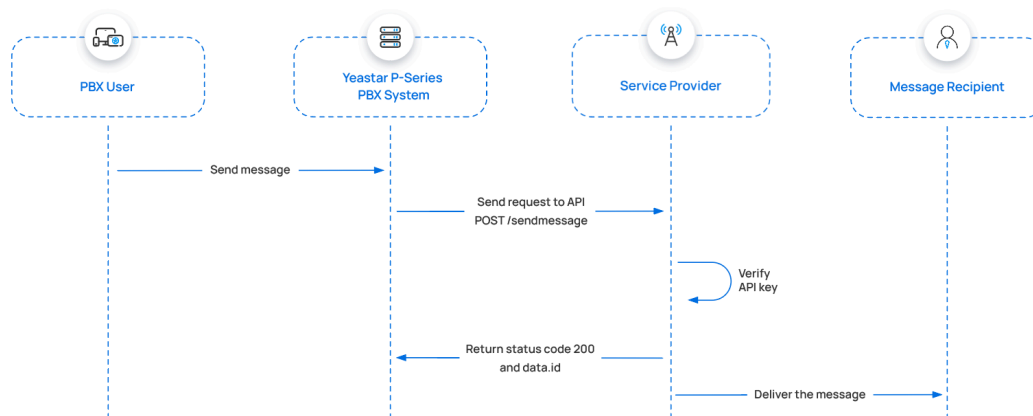 PBX User
Yeastar P-Series
PBX System
Service Provider
Message Recipient
Send message
Send request to API
POST /sendmessage
Verify
API key
Return status code 200
and data.id
Deliver the message